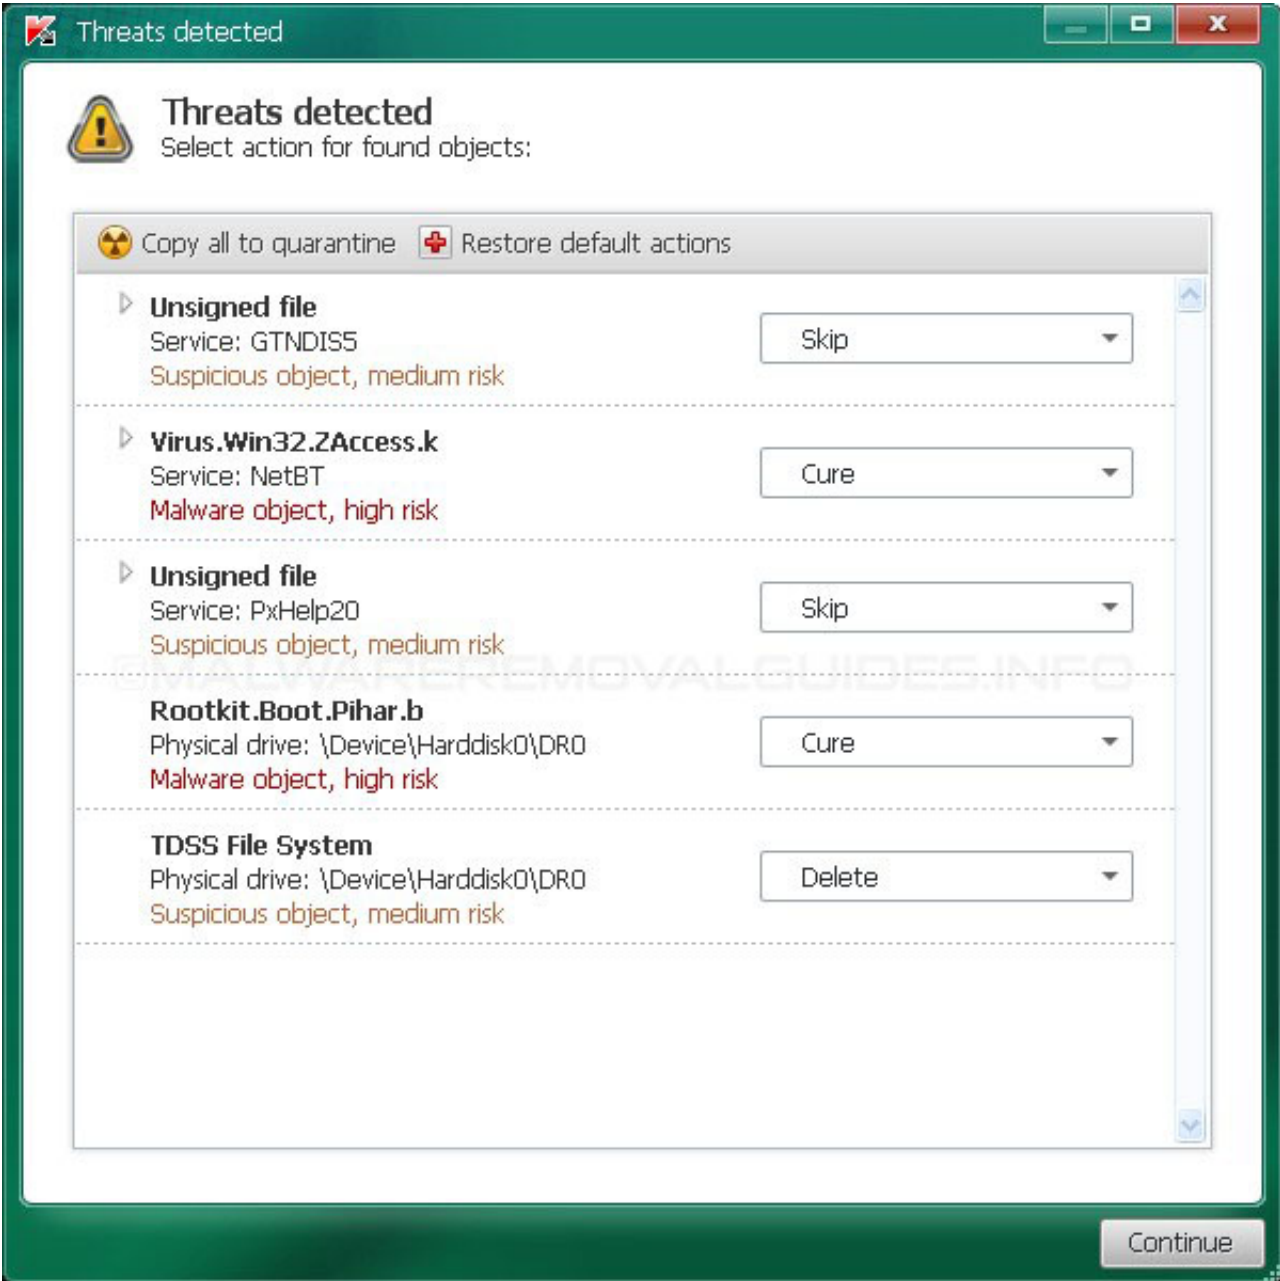 Threats detected
Threats detected
Select action for found objects:
Copy all to quarantine Restore default actions
Unsigned file
Service: GTNDIS5
Suspicious object, medium risk
Skip
Virus.Win32.ZAccess.k
Service: NetBT
Malware object, high risk
Cure
Unsigned file
Service: PxHelp20
Suspicious object, medium risk
Skip
©MALWAREREMOVALGUIDES.INFO
Rootkit.Boot.Pihar.b
Physical drive: \Device\Harddisk0\DR0
Malware object, high risk
Cure
TDSS File System
Physical drive: \Device\Harddisk0\DR0
Suspicious object, medium risk
Delete
Continue